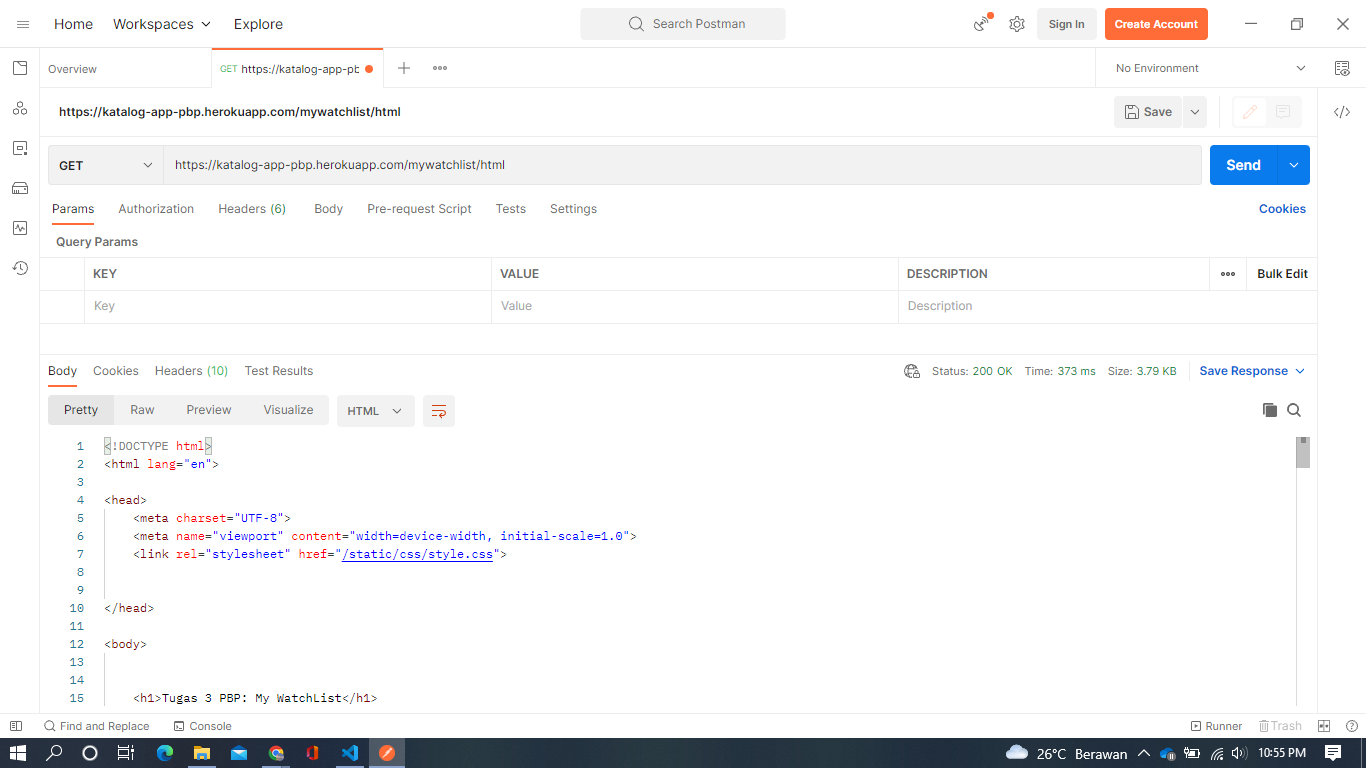 Home Workspaces Explore Search Postman Sign In Create Account
Overview GET https://katalog-app-pb No Environment
https://katalog-app-pbp.herokuapp.com/mywatchlist/html Save
GET https://katalog-app-pbp.herokuapp.com/mywatchlist/html Send
Params Authorization Headers (6) Body Pre-request Script Tests Settings Cookies
Query Params
KEY VALUE DESCRIPTION Bulk Edit
Key Value Description
Body Cookies Headers (10) Test Results Status: 200 OK Time: 373 ms Size: 3.79 KB Save Response
Pretty Raw Preview Visualize HTML
1 <!DOCTYPE html>
2 <html lang="en">
3
4 <head>
5 <meta charset="UTF-8">
6 <meta name="viewport" content="width=device-width, initial-scale=1.0">
7 <link rel="stylesheet" href="/static/css/style.css">
8
9
10 </head>
11
12 <body>
13
14
15 <h1>Tugas 3 PBP: My WatchList</h1>
Find and Replace Console Runner Trash
26°C Berawan 10:55 PM